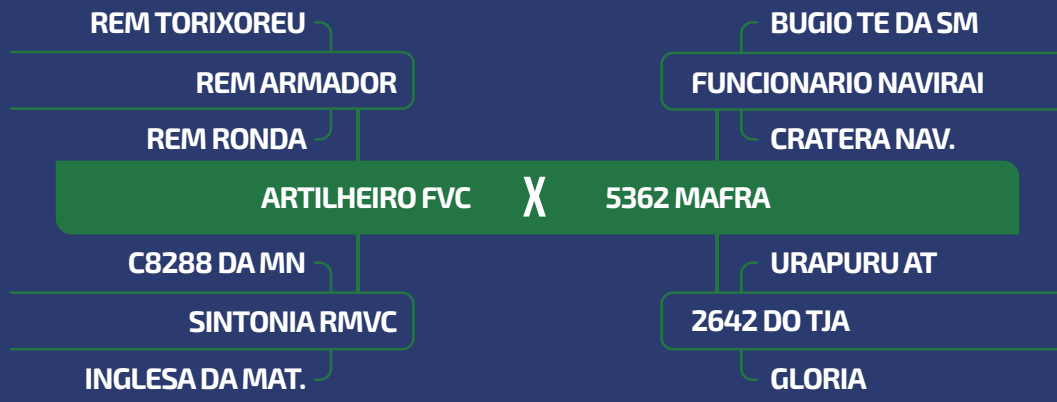 REM TORIXOREU
BUGIO TE DA SM
REM ARMADOR
FUNCIONARIO NAVIRAI
REM RONDA
CRATERA NAV.
ARTILHEIRO FVC X 5362 MAFRA
C8288 DA MN
URAPURU AT
SINTONIA RMVC
2642 DO TJA
INGLESA DA MAT.
GLORIA